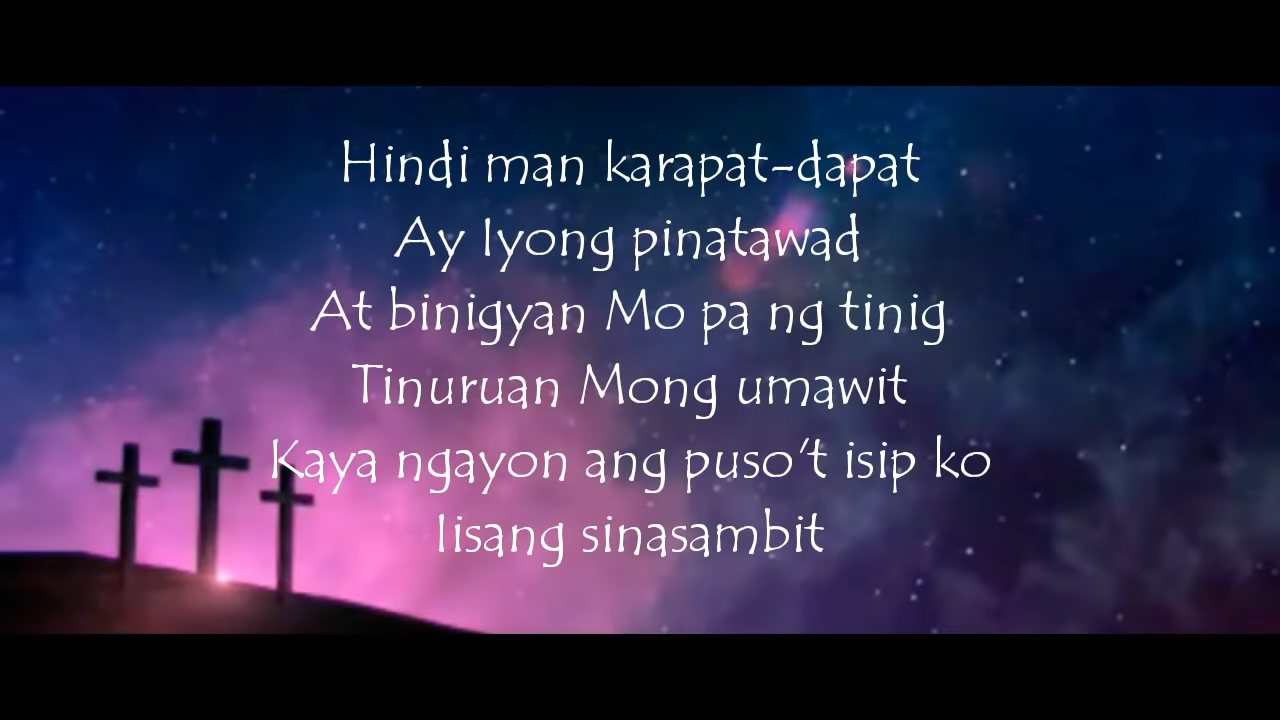 Hindi man karapat-dapat
Ay Iyong pinatawad
At binigyan Mo pa ng tinig
Tinuruan Mong umawit
Kaya ngayon ang puso't isip ko
Iisang sinasambit